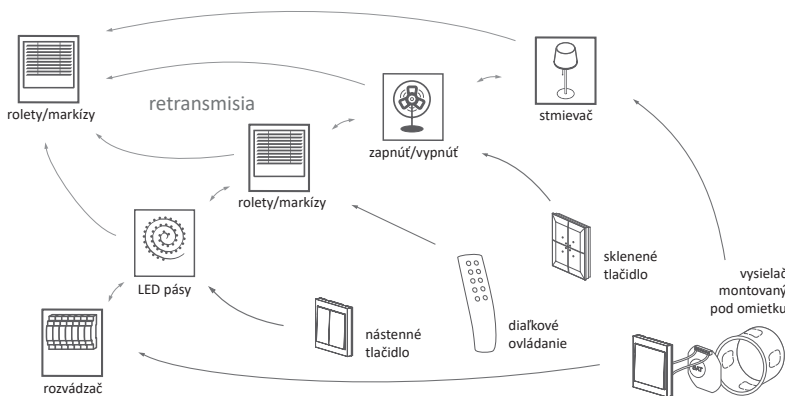 rolety/markízy
stmievač
retransmisia
zapnúť/vypnúť
rolety/markízy
sklenené
tlačidlo
vysielač
montovaný
pod omietku
LED pásy
nástenné
tlačidlo
diaľkové
ovládanie
BAT
rozvádzač